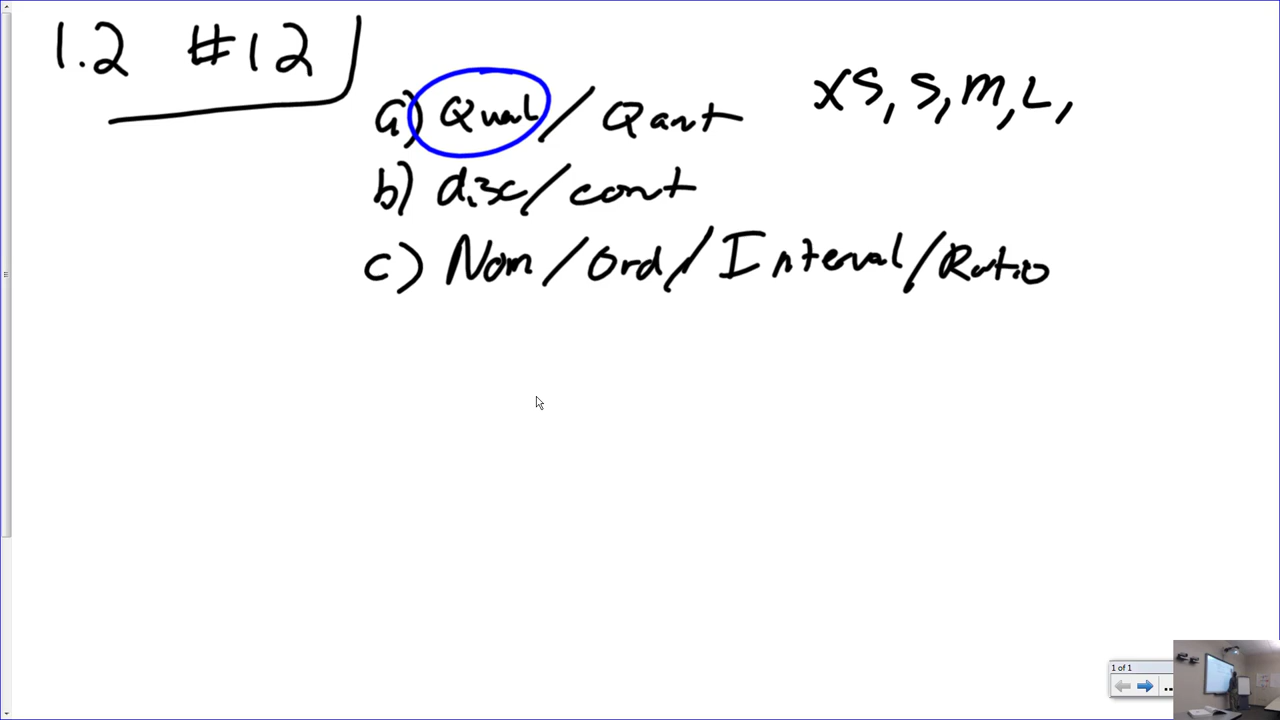 1.2 #12
a) Qual / Qant
XS, S, M, L,
b) disc / cont
c) Nom / Ord / Interval / Ratio
1 of 1